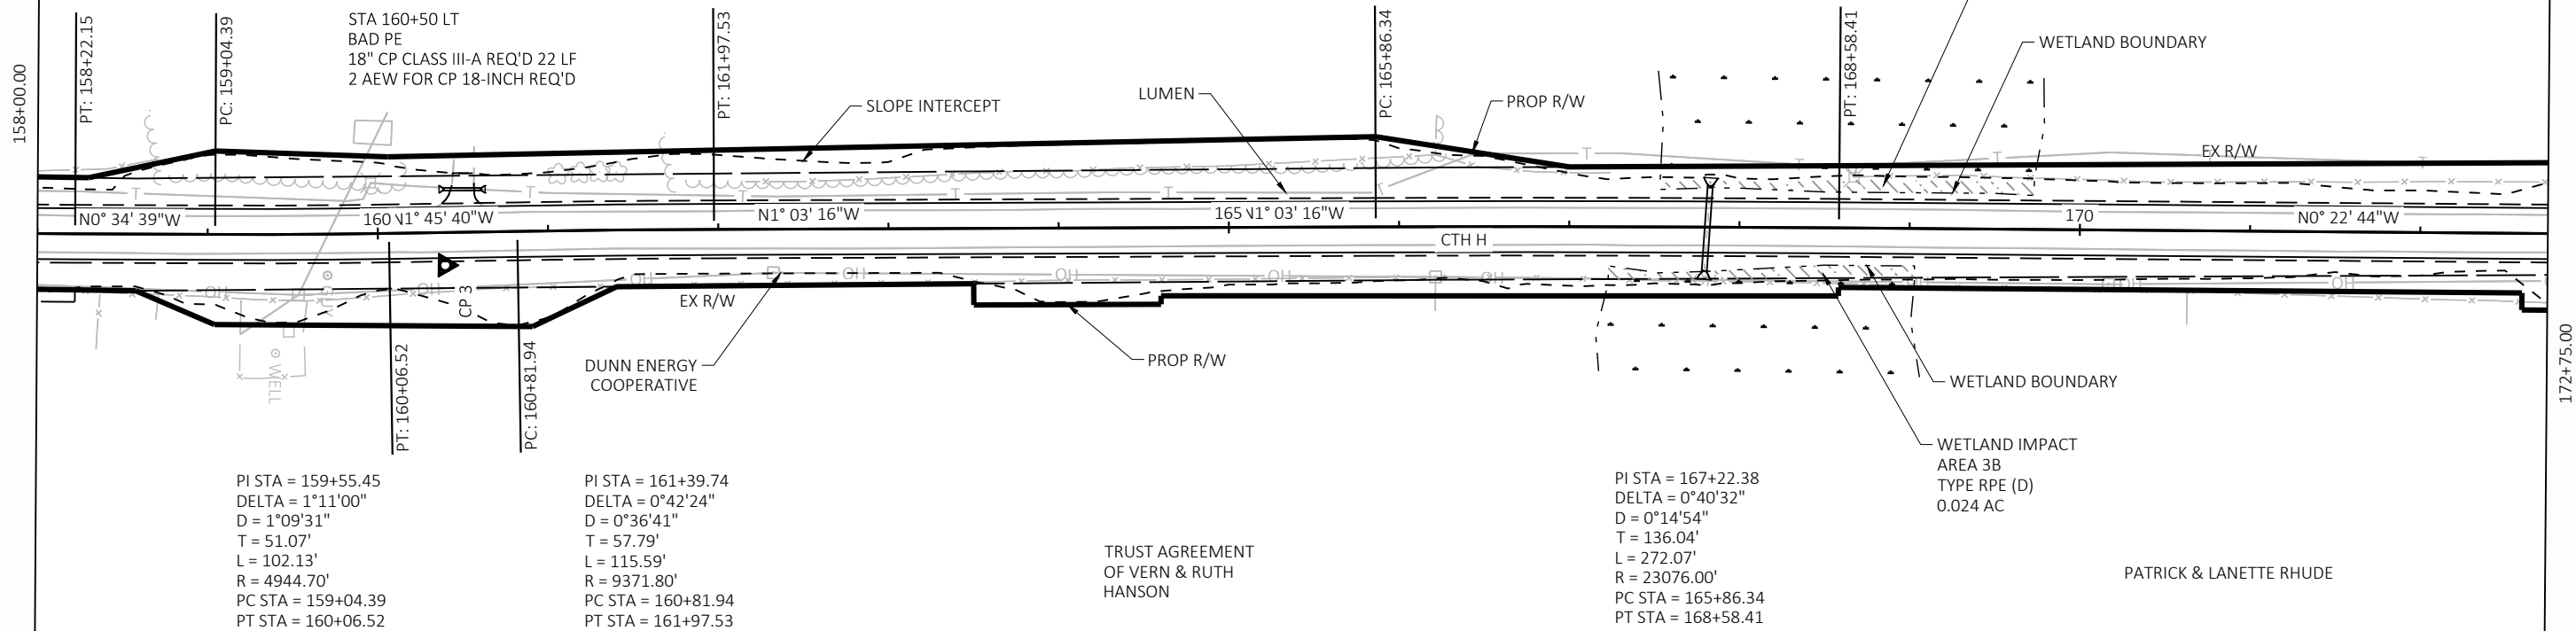 158+00.00
PT: 158+22.15
PC: 159+04.39
STA 160+50 LT
BAD PE
18" CP CLASS III-A REQ'D 22 LF
2 AEW FOR CP 18-INCH REQ'D
PT: 161+97.53
SLOPE INTERCEPT
LUMEN
PC: 165+86.34
PROP R/W
PT: 168+58.41
WETLAND BOUNDARY
EX R/W
T
T
T
T
T
T
T
T
T
T
N0° 34' 39"W
160
N1° 45' 40"W
N1° 03' 16"W
165
N1° 03' 16"W
170
N0° 22' 44"W
CTH H
OH
OH
OH
OH
OH
OH
OH
OH
OH
CP 3
EX R/W
WELL
PT: 160+06.52
PC: 160+81.94
DUNN ENERGY
COOPERATIVE
PROP R/W
WETLAND BOUNDARY
172+75.00
WETLAND IMPACT
AREA 3B
TYPE RPE (D)
0.024 AC
PI STA = 159+55.45
DELTA = 1°11'00"
D = 1°09'31"
T = 51.07'
L = 102.13'
R = 4944.70'
PC STA = 159+04.39
PT STA = 160+06.52
PI STA = 161+39.74
DELTA = 0°42'24"
D = 0°36'41"
T = 57.79'
L = 115.59'
R = 9371.80'
PC STA = 160+81.94
PT STA = 161+97.53
TRUST AGREEMENT
OF VERN & RUTH
HANSON
PI STA = 167+22.38
DELTA = 0°40'32"
D = 0°14'54"
T = 136.04'
L = 272.07'
R = 23076.00'
PC STA = 165+86.34
PT STA = 168+58.41
PATRICK & LANETTE RHUDE